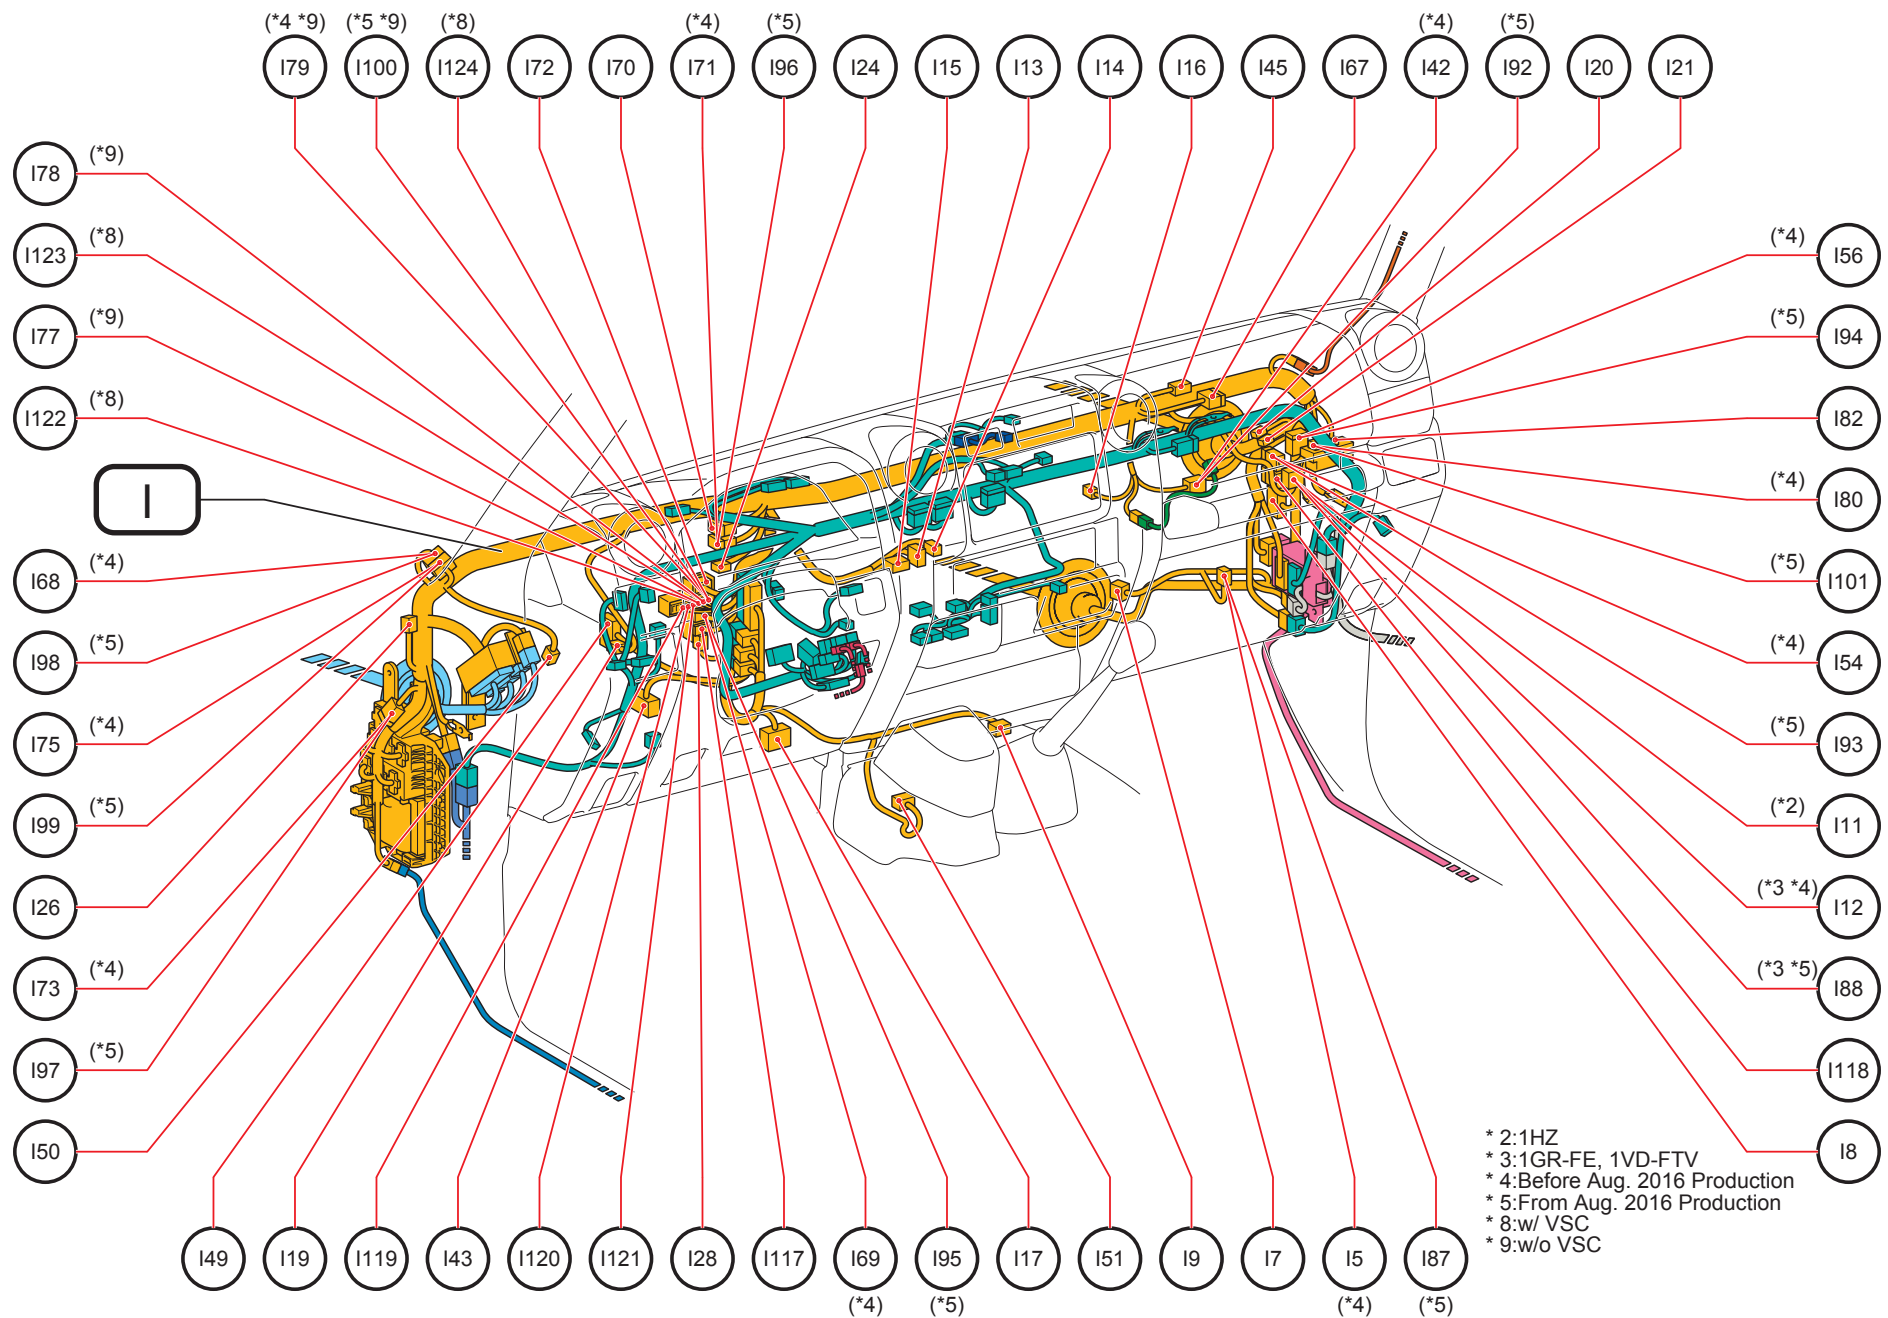 (*4 *9) (*5 *9) (*8) (*4) (*5) (*4) (*5)
I79 I100 I124 I72 I70 I71 I96 I24 I15 I13 I14 I16 I45 I67 I42 I92 I20 I21
I78 (*9)
I123 (*8)
I77 (*9)
I122 (*8)
I
I68 (*4)
I98 (*5)
I75 (*4)
I99 (*5)
I26
I73 (*4)
I97 (*5)
I50
(*4) I56
(*5) I94
I82
(*4) I80
(*5) I101
(*4) I54
(*5) I93
(*2) I11
(*3 *4) I12
(*3 *5) I88
I118
I8
* 2:1HZ
* 3:1GR-FE, 1VD-FTV
* 4:Before Aug. 2016 Production
* 5:From Aug. 2016 Production
* 8:w/ VSC
* 9:w/o VSC
I49 I19 I119 I43 I120 I121 I28 I117 I69 I95 I17 I51 I9 I7 I5 I87
(*4) (*5) (*4) (*5)